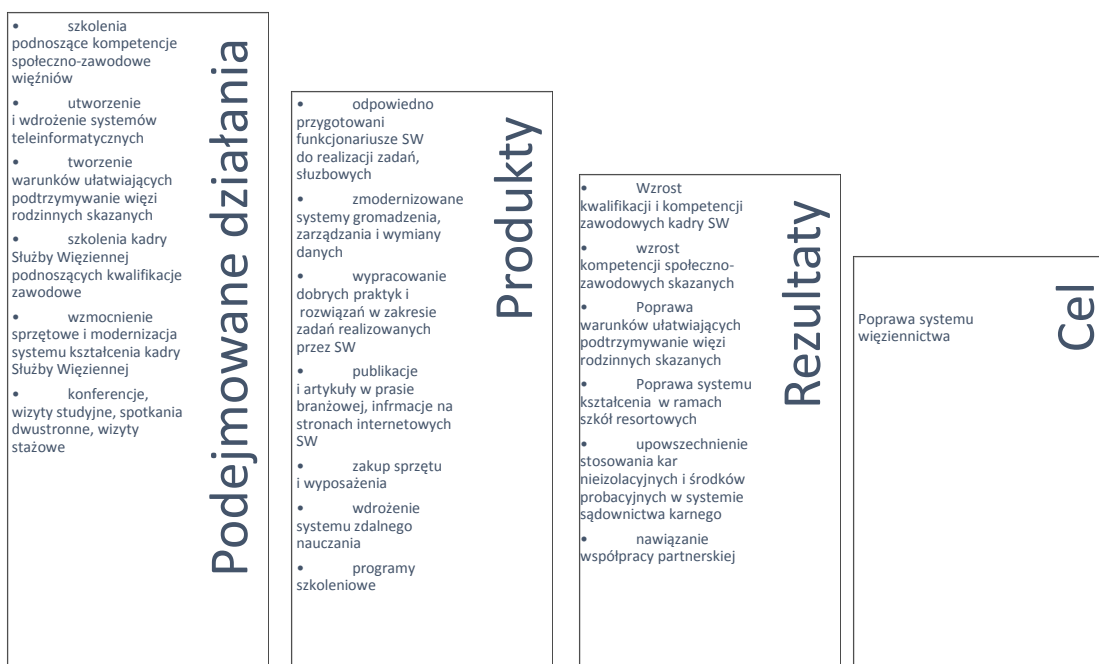 • szkolenia
podnoszące kompetencje
społeczno-zawodowe
więźniów
• utworzenie
i wdrożenie systemów
teleinformatycznych
• tworzenie
warunków ułatwiających
podtrzymywanie więzi
rodzinnych skazanych
• szkolenia kadry
Służby Więziennej
podnoszących kwalifikacje
zawodowe
• wzmocnienie
sprzętowe i modernizacja
systemu kształcenia kadry
Służby Więziennej
• konferencje,
wizyty studyjne, spotkania
dwustronne, wizyty
stażowe
Podejmowane działania
• odpowiedno
przygotowani
funkcjonariusze SW
do realizacji zadań,
słuzbowych
• zmodernizowane
systemy gromadzenia,
zarządzania i wymiany
danych
• wypracowanie
dobrych praktyk i
rozwiązań w zakresie
zadań realizowanych
przez SW
• publikacje
i artykuły w prasie
branżowej, infrmacje na
stronach internetowych
SW
• zakup sprzętu
i wyposażenia
• wdrożenie
systemu zdalnego
nauczania
• programy
szkoleniowe
Produkty
• Wzrost
kwalifikacji i kompetencji
zawodowych kadry SW
• wzrost
kompetencji społeczno-
zawodowych skazanych
• Poprawa
warunków ułatwiających
podtrzymywanie więzi
rodzinnych skazanych
• Poprawa systemu
kształcenia w ramach
szkół resortowych
• upowszechnienie
stosowania kar
nieizolacyjnych i środków
probacyjnych w systemie
sądownictwa karnego
• nawiązanie
współpracy partnerskiej
Rezultaty
Poprawa systemu
więziennictwa
Cel